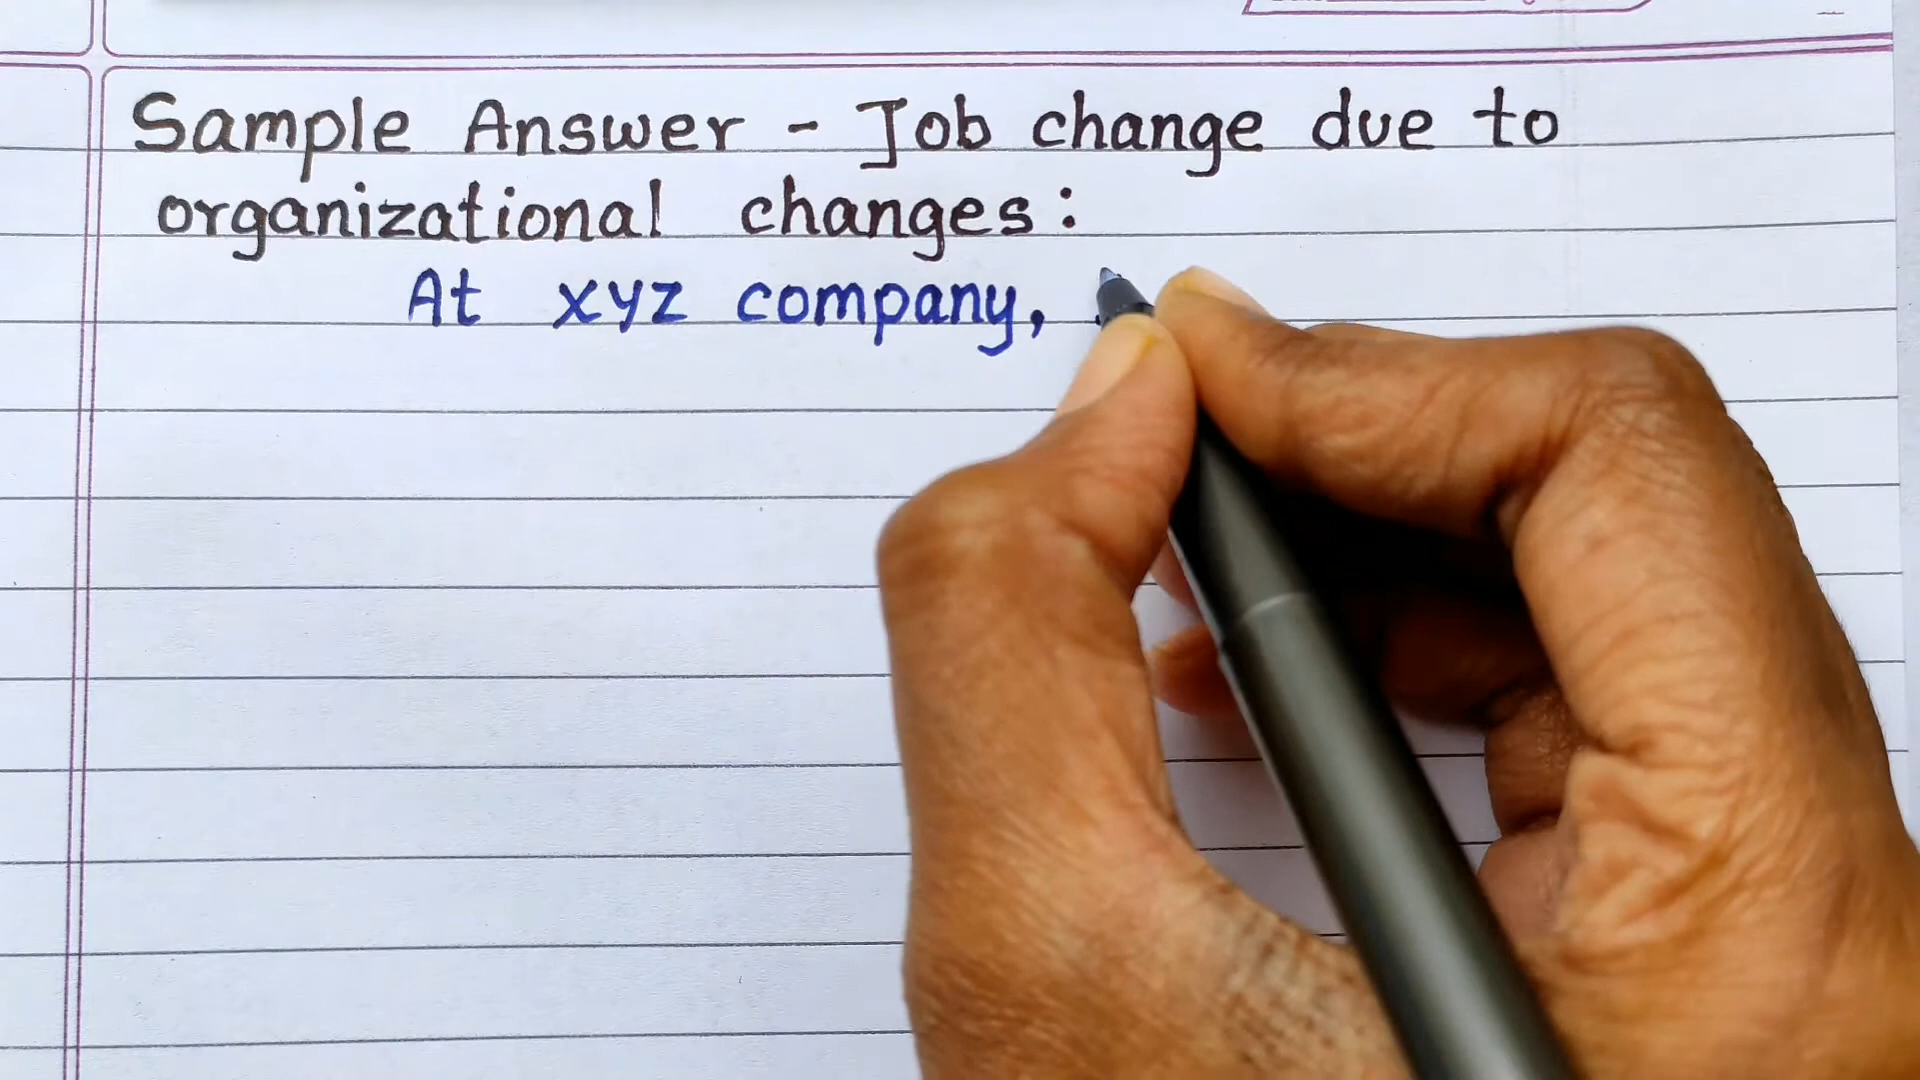 Sample Answer - Job change due to
organizational changes:
At xyz company,